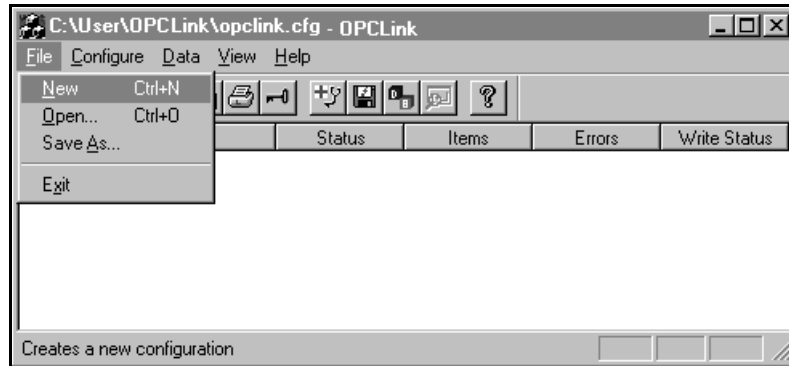 C:\User\OPCLink\opclink.cfg - OPCLink
File Configure Data View Help
New Ctrl+N
Open... Ctrl+O
Save As...
Exit
Status Items Errors Write Status
Creates a new configuration